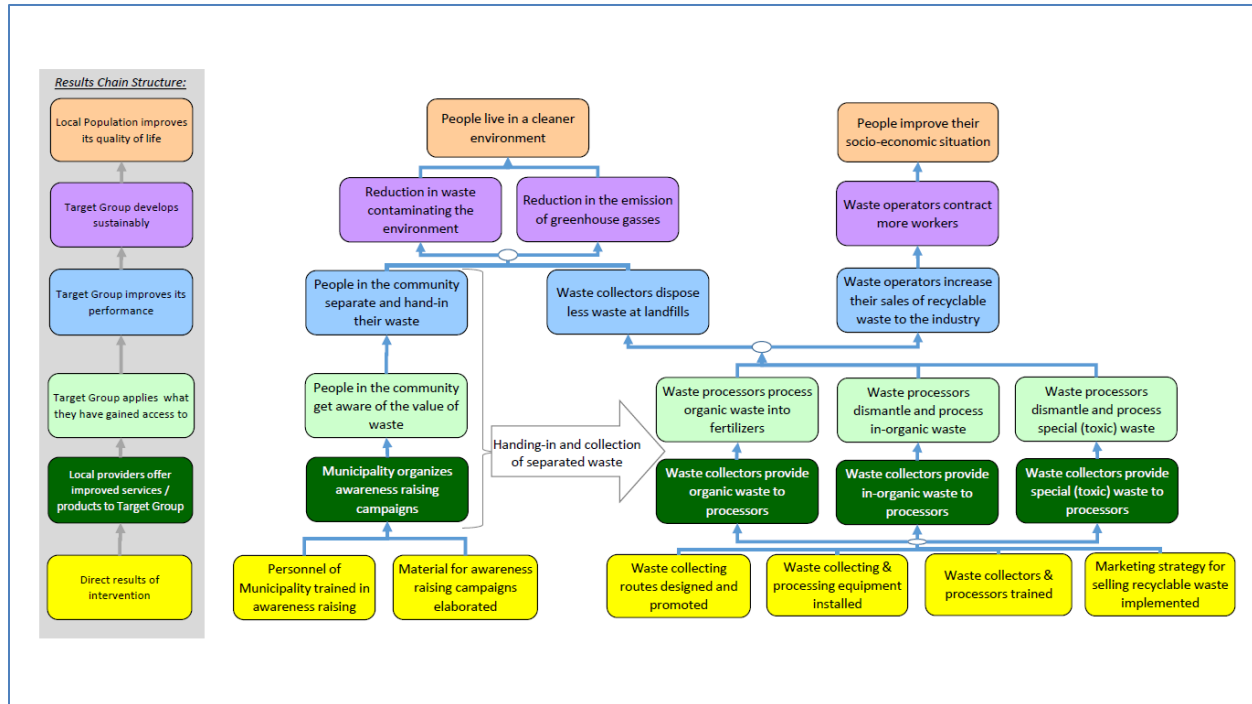 Results Chain Structure:
Local Population improves
its quality of life
Target Group develops
sustainably
Target Group improves its
performance
Target Group applies what
they have gained access to
Local providers offer
improved services /
products to Target Group
Direct results of
intervention
People live in a cleaner
environment
People improve their
socio-economic situation
Reduction in waste
contaminating the
environment
Reduction in the emission
of greenhouse gasses
Waste operators contract
more workers
People in the community
separate and hand-in
their waste
Waste collectors dispose
less waste at landfills
Waste operators increase
their sales of recyclable
waste to the industry
People in the community
get aware of the value of
waste
Handing-in and collection
of separated waste
Waste processors process
organic waste into
fertilizers
Waste processors
dismantle and process
in-organic waste
Waste processors
dismantle and process
special (toxic) waste
Municipality organizes
awareness raising
campaigns
Waste collectors provide
organic waste to
processors
Waste collectors provide
in-organic waste to
processors
Waste collectors provide
special (toxic) waste to
processors
Personnel of
Municipality trained in
awareness raising
Material for awareness
raising campaigns
elaborated
Waste collecting
routes designed and
promoted
Waste collecting &
processing equipment
installed
Waste collectors &
processors trained
Marketing strategy for
selling recyclable waste
implemented